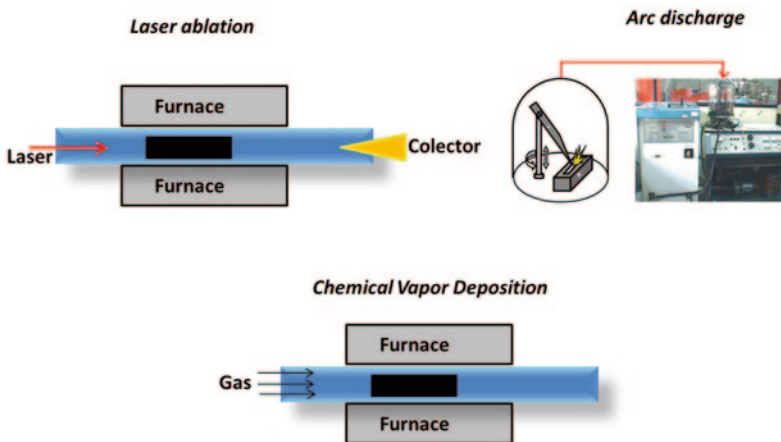 Laser ablation
Arc discharge
Furnace
Laser
Colector
Furnace
Chemical Vapor Deposition
Furnace
Gas
Furnace